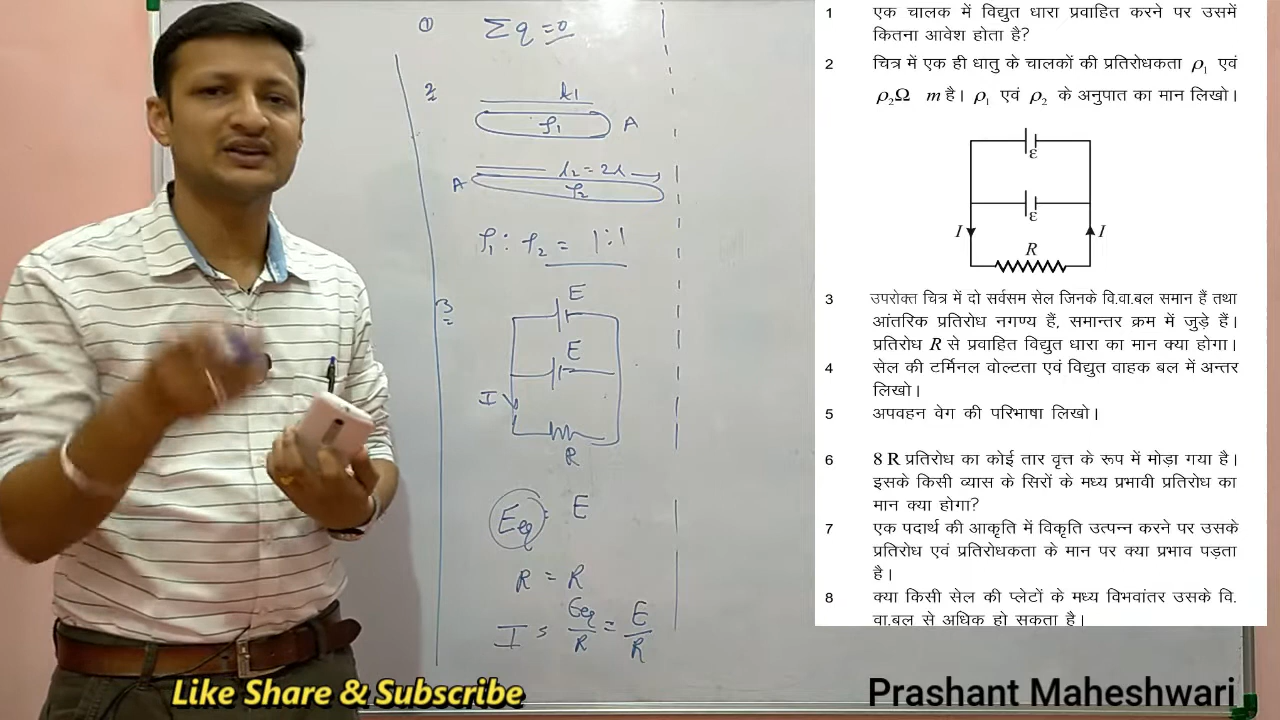 ① Σq = 0
2
l1
ρ1 A
l2 = 2l
A ρ2
ρ1 : ρ2 = 1:1
3
E
E
I
R
Eeq = E
R = R
I = Eeq/R = E/R
1 एक चालक में विद्युत धारा प्रवाहित करने पर उसमें
कितना आवेश होता है?
2 चित्र में एक ही धातु के चालकों की प्रतिरोधकता ρ1 एवं
ρ2Ω m है। ρ1 एवं ρ2 के अनुपात का मान लिखो।
ε
ε
I I
R
3 उपरोक्त चित्र में दो सर्वसम सेल जिनके वि.वा.बल समान हैं तथा
आंतरिक प्रतिरोध नगण्य हैं, समान्तर क्रम में जुड़े हैं।
प्रतिरोध R से प्रवाहित विद्युत धारा का मान क्या होगा।
4 सेल की टर्मिनल वोल्टता एवं विद्युत वाहक बल में अन्तर
लिखो।
5 अपवहन वेग की परिभाषा लिखो।
6 8 R प्रतिरोध का कोई तार वृत्त के रूप में मोड़ा गया है।
इसके किसी व्यास के सिरों के मध्य प्रभावी प्रतिरोध का
मान क्या होगा?
7 एक पदार्थ की आकृति में विकृति उत्पन्न करने पर उसके
प्रतिरोध एवं प्रतिरोधकता के मान पर क्या प्रभाव पड़ता
है।
8 क्या किसी सेल की प्लेटों के मध्य विभवांतर उसके वि.
वा.बल से अधिक हो सकता है।
Like Share & Subscribe
Prashant Maheshwari